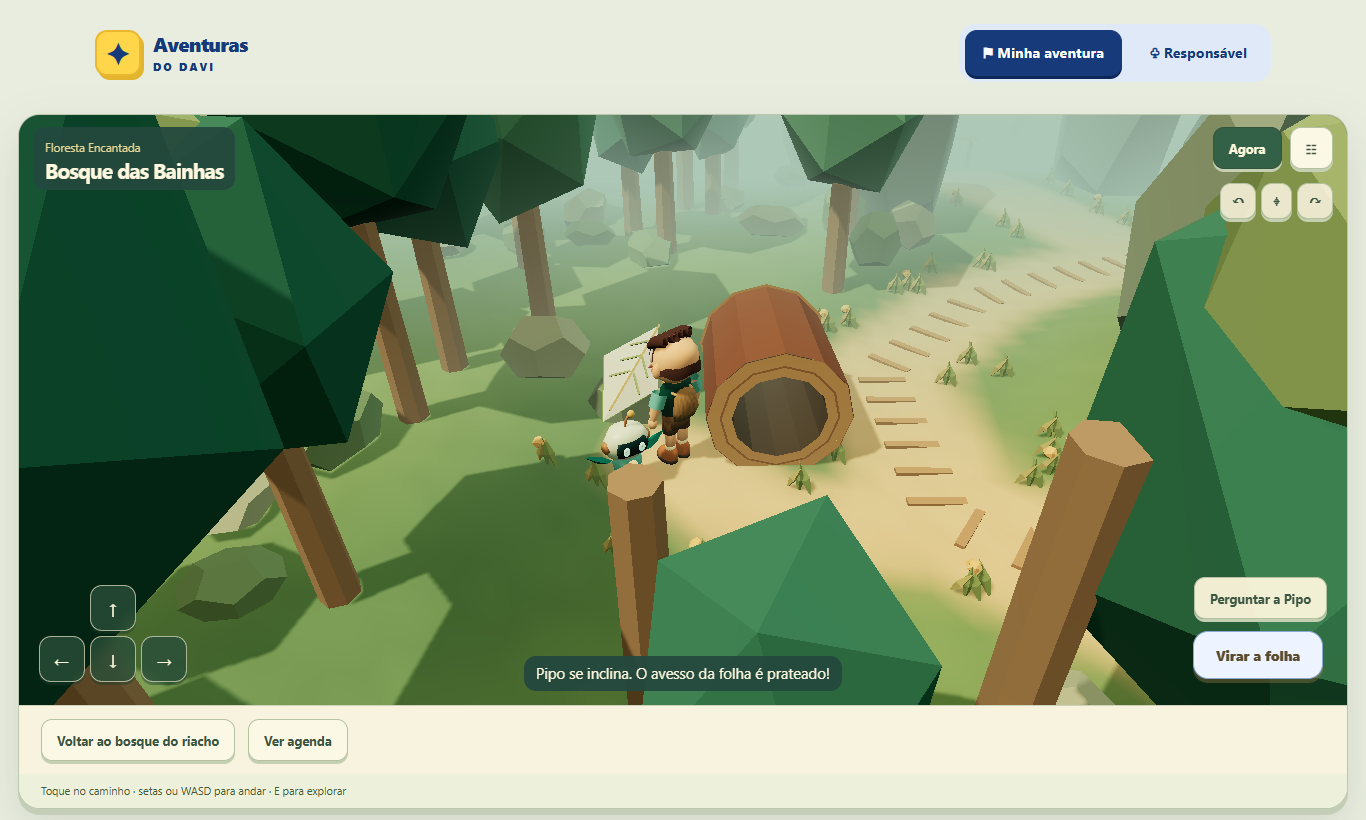 Aventuras
DO DAVI
Minha aventura
Responsável
Floresta Encantada
Bosque das Bainhas
Agora
Perguntar a Pipo
Virar a folha
Pipo se inclina. O avesso da folha é prateado!
Voltar ao bosque do riacho
Ver agenda
Toque no caminho · setas ou WASD para andar · E para explorar